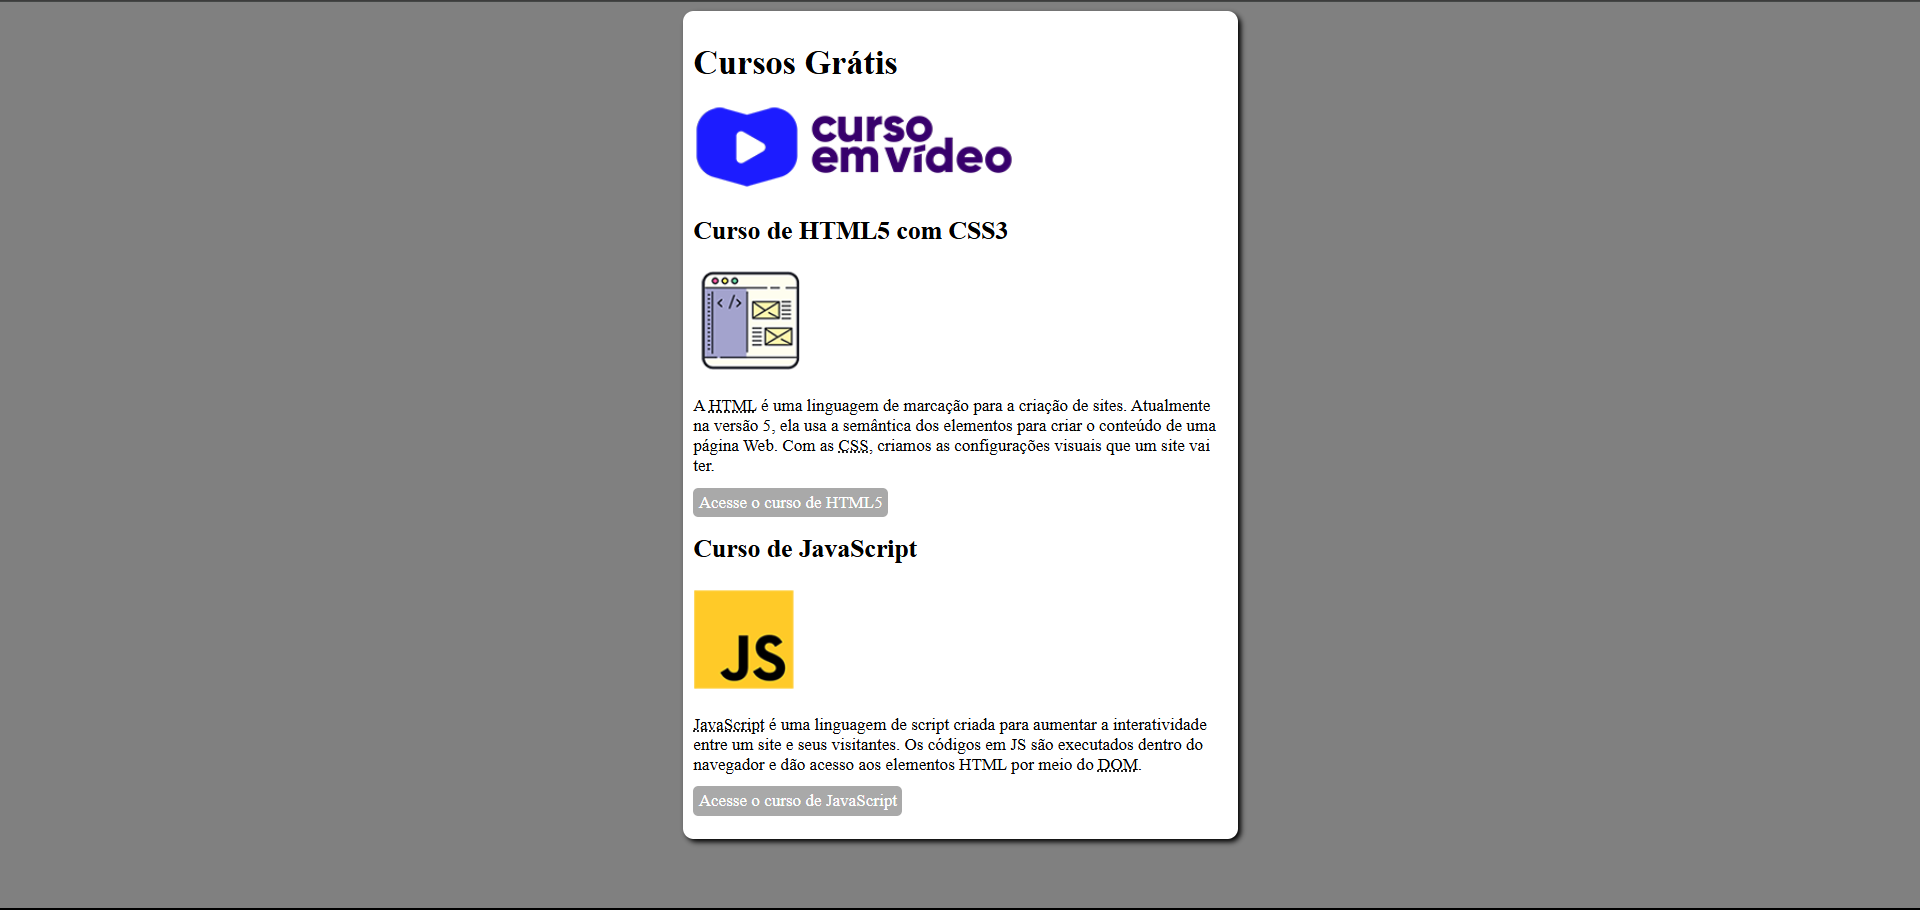 Cursos Grátis
curso
em vídeo
Curso de HTML5 com CSS3
</>
A HTML é uma linguagem de marcação para a criação de sites. Atualmente
na versão 5, ela usa a semântica dos elementos para criar o conteúdo de uma
página Web. Com as CSS, criamos as configurações visuais que um site vai
ter.
Acesse o curso de HTML5
Curso de JavaScript
JS
JavaScript é uma linguagem de script criada para aumentar a interatividade
entre um site e seus visitantes. Os códigos em JS são executados dentro do
navegador e dão acesso aos elementos HTML por meio do DOM.
Acesse o curso de JavaScript